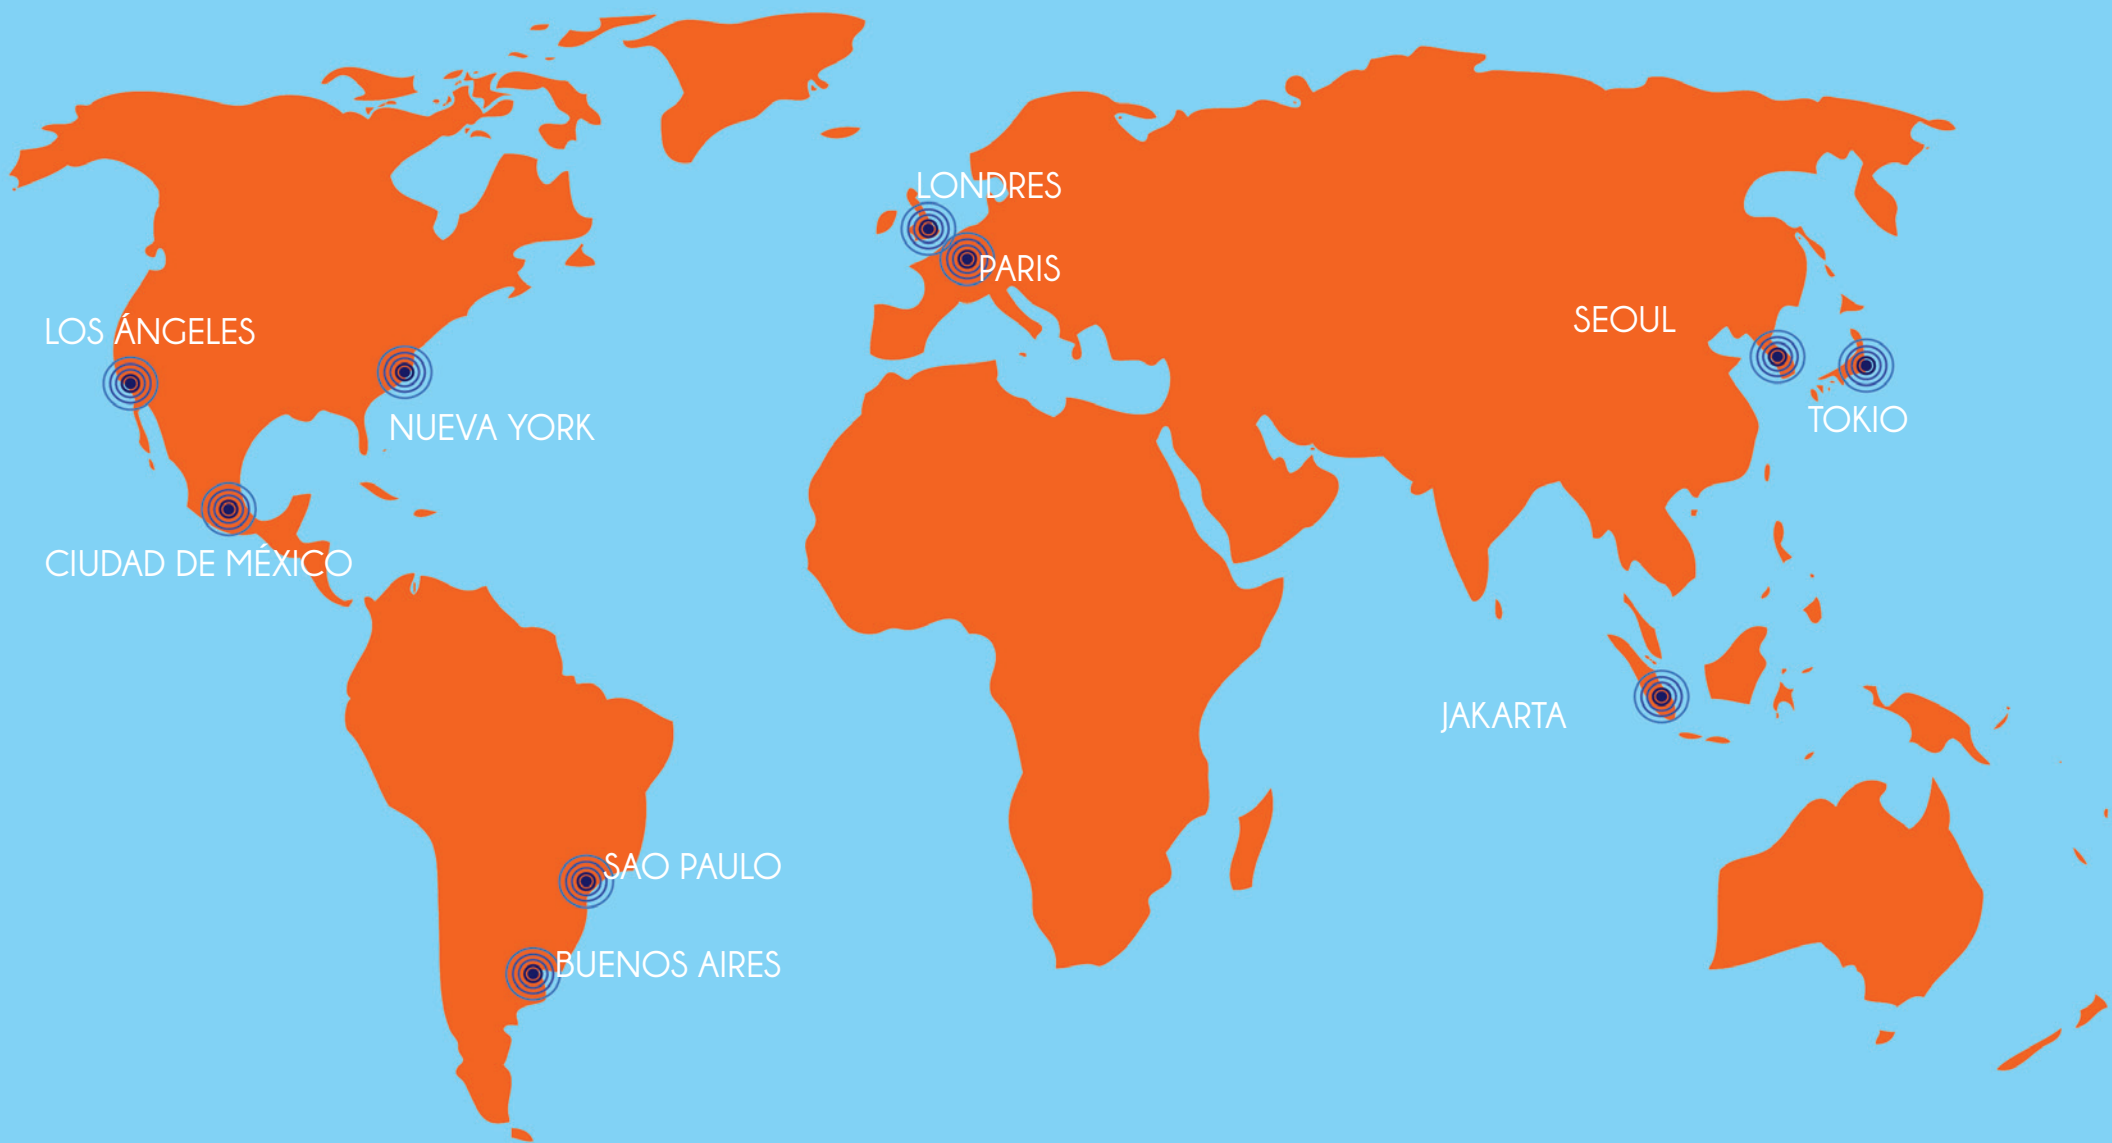 LONDRES
PARIS
SEOUL
LOS ÁNGELES
TOKIO
NUEVA YORK
CIUDAD DE MÉXICO
JAKARTA
SAO PAULO
BUENOS AIRES